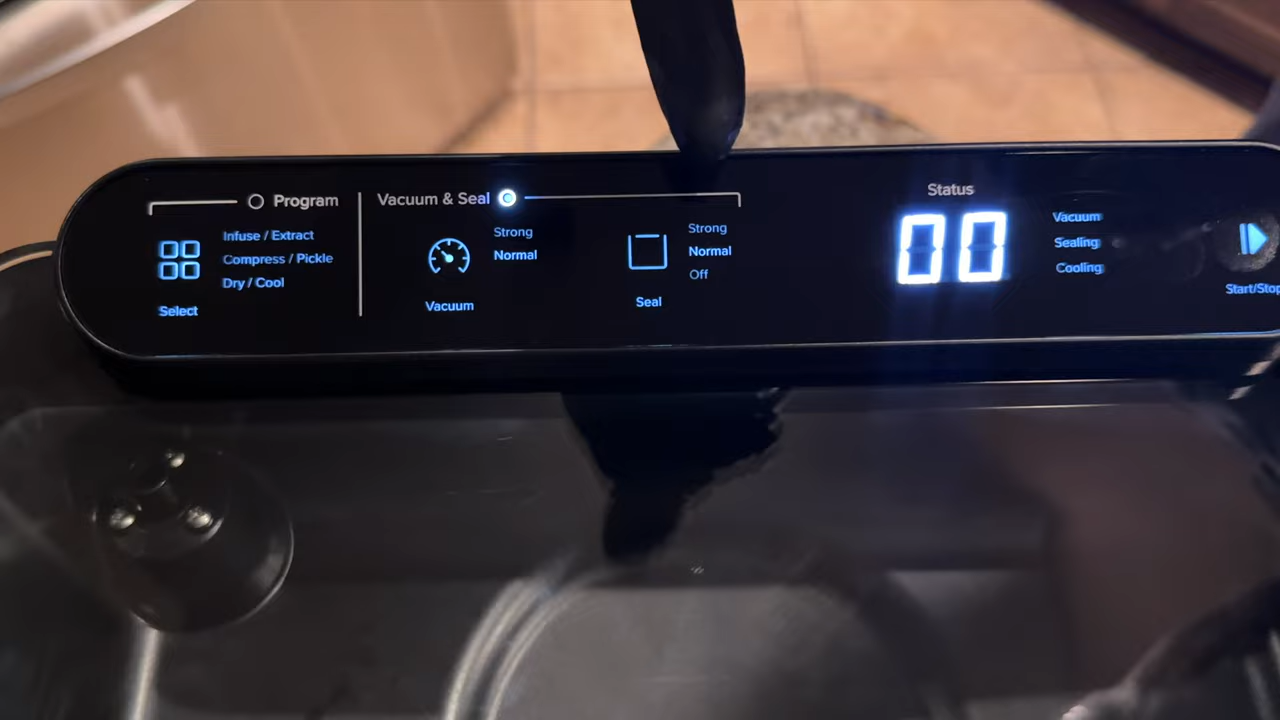 Program
Infuse / Extract
Compress / Pickle
Dry / Cool
Select
Vacuum & Seal
Strong
Normal
Vacuum
Strong
Normal
Off
Seal
Status
00
Vacuum
Sealing
Cooling
Start/Stop